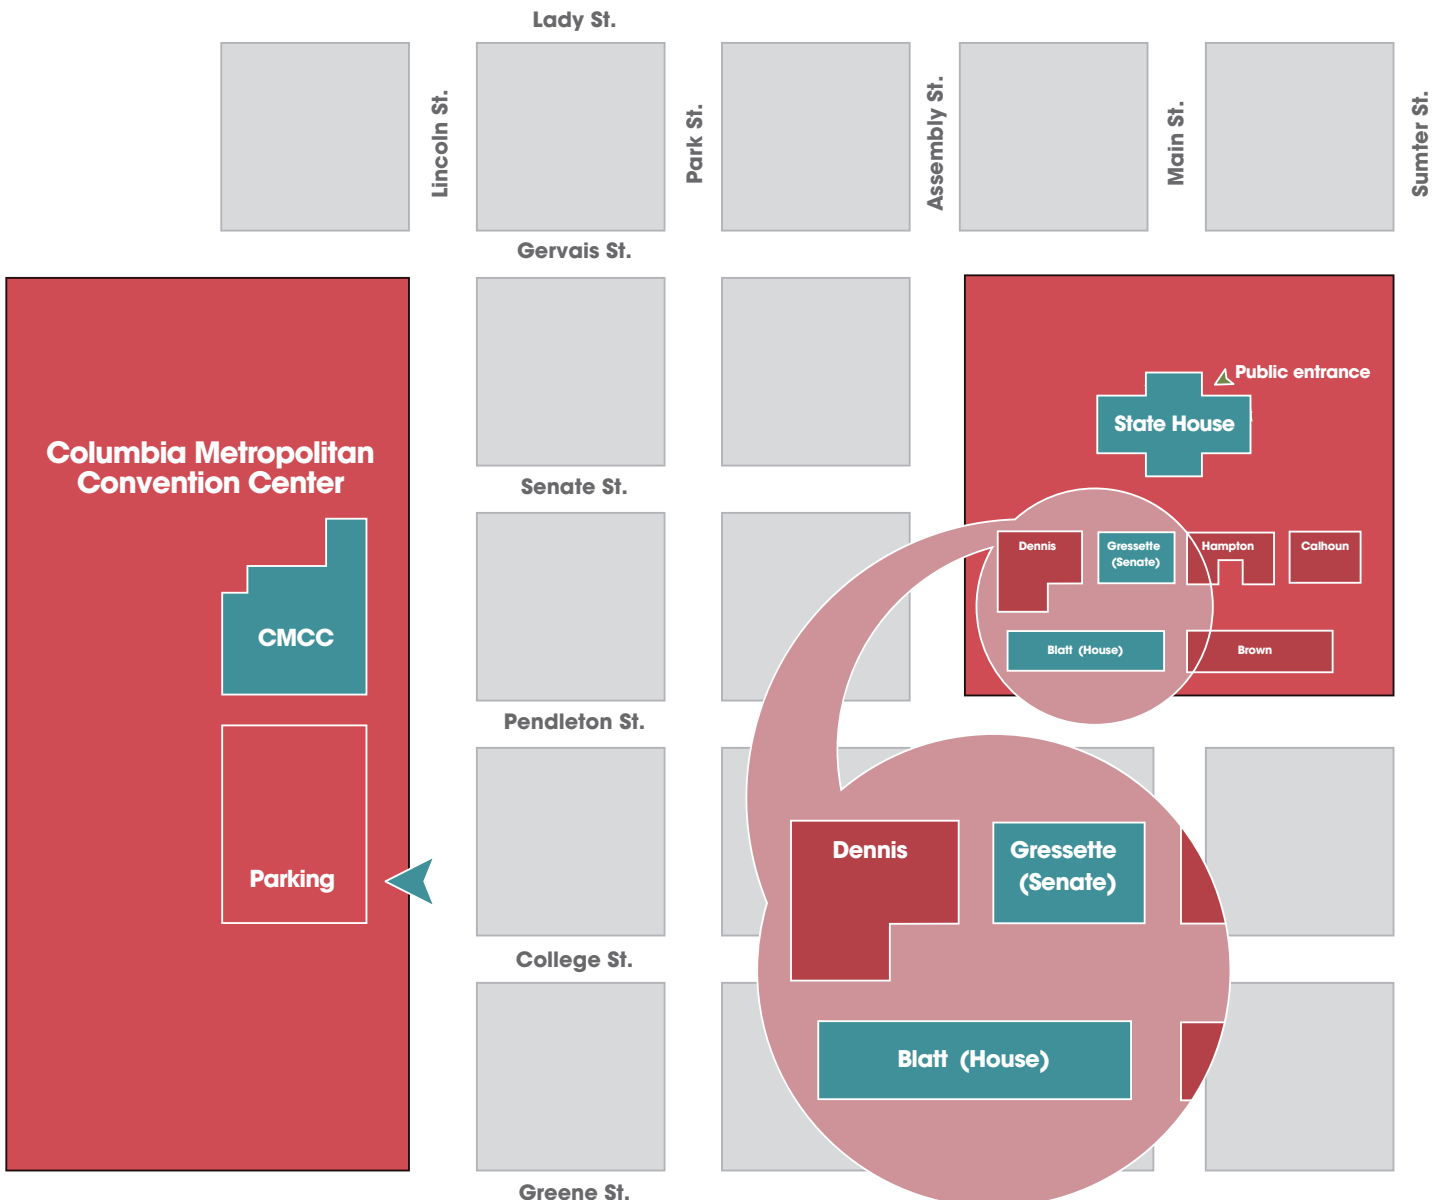 Lady St.
Lincoln St.
Park St.
Assembly St.
Main St.
Sumter St.
Gervais St.
Public entrance
State House
Columbia Metropolitan
Convention Center
Senate St.
Dennis
Gressette
(Senate)
Hampton
Calhoun
CMCC
Blatt (House)
Brown
Pendleton St.
Dennis
Gressette
(Senate)
Parking
College St.
Blatt (House)
Greene St.